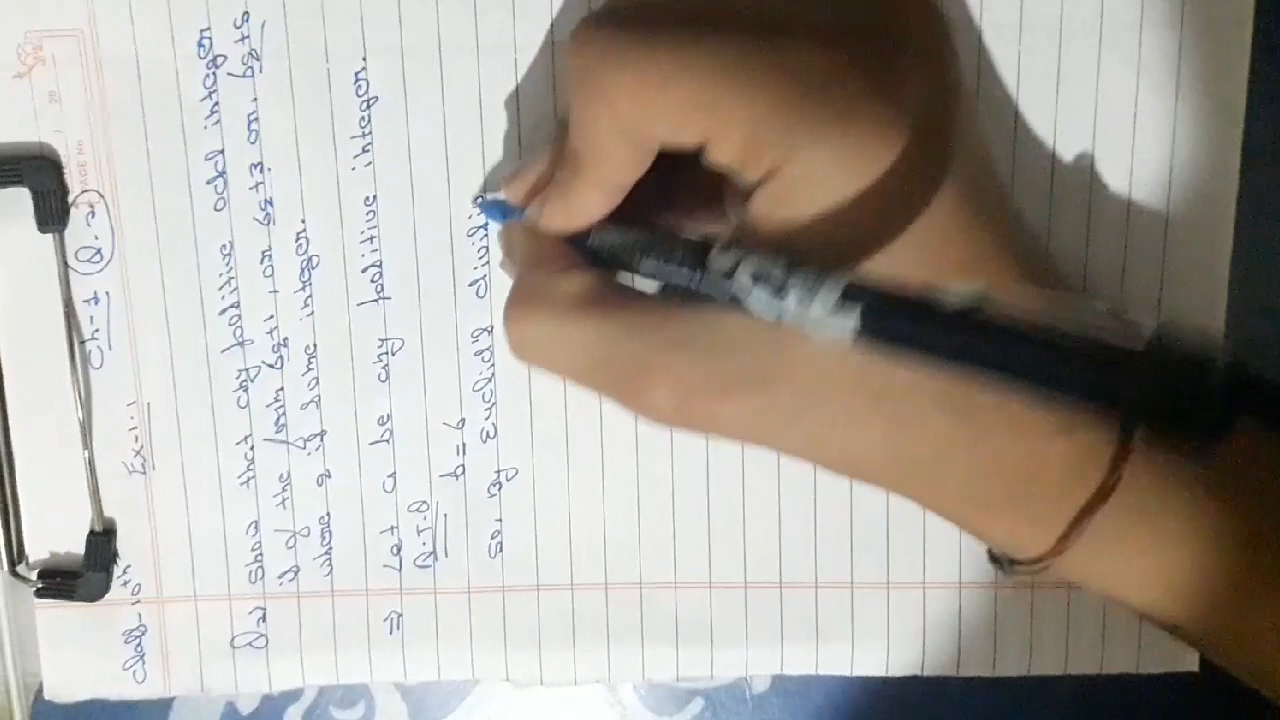 Ch-1 Q.2)
Class-10th Ex-1.1
Q2) Show that any positive odd integer
is of the form 6q+1, or 6q+3 or, 6q+5
where q is some integer.
⇒ Let a be any positive integer.
A.T.Q
b=6
So, By Euclid's divi